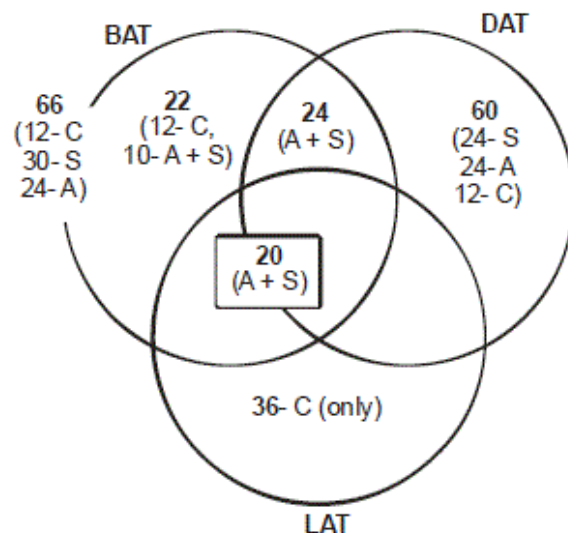 BAT
DAT
66
(12- C
30- S
24- A)
22
(12- C,
10- A + S)
24
(A + S)
60
(24- S
24- A
12- C)
20
(A + S)
36- C (only)
LAT